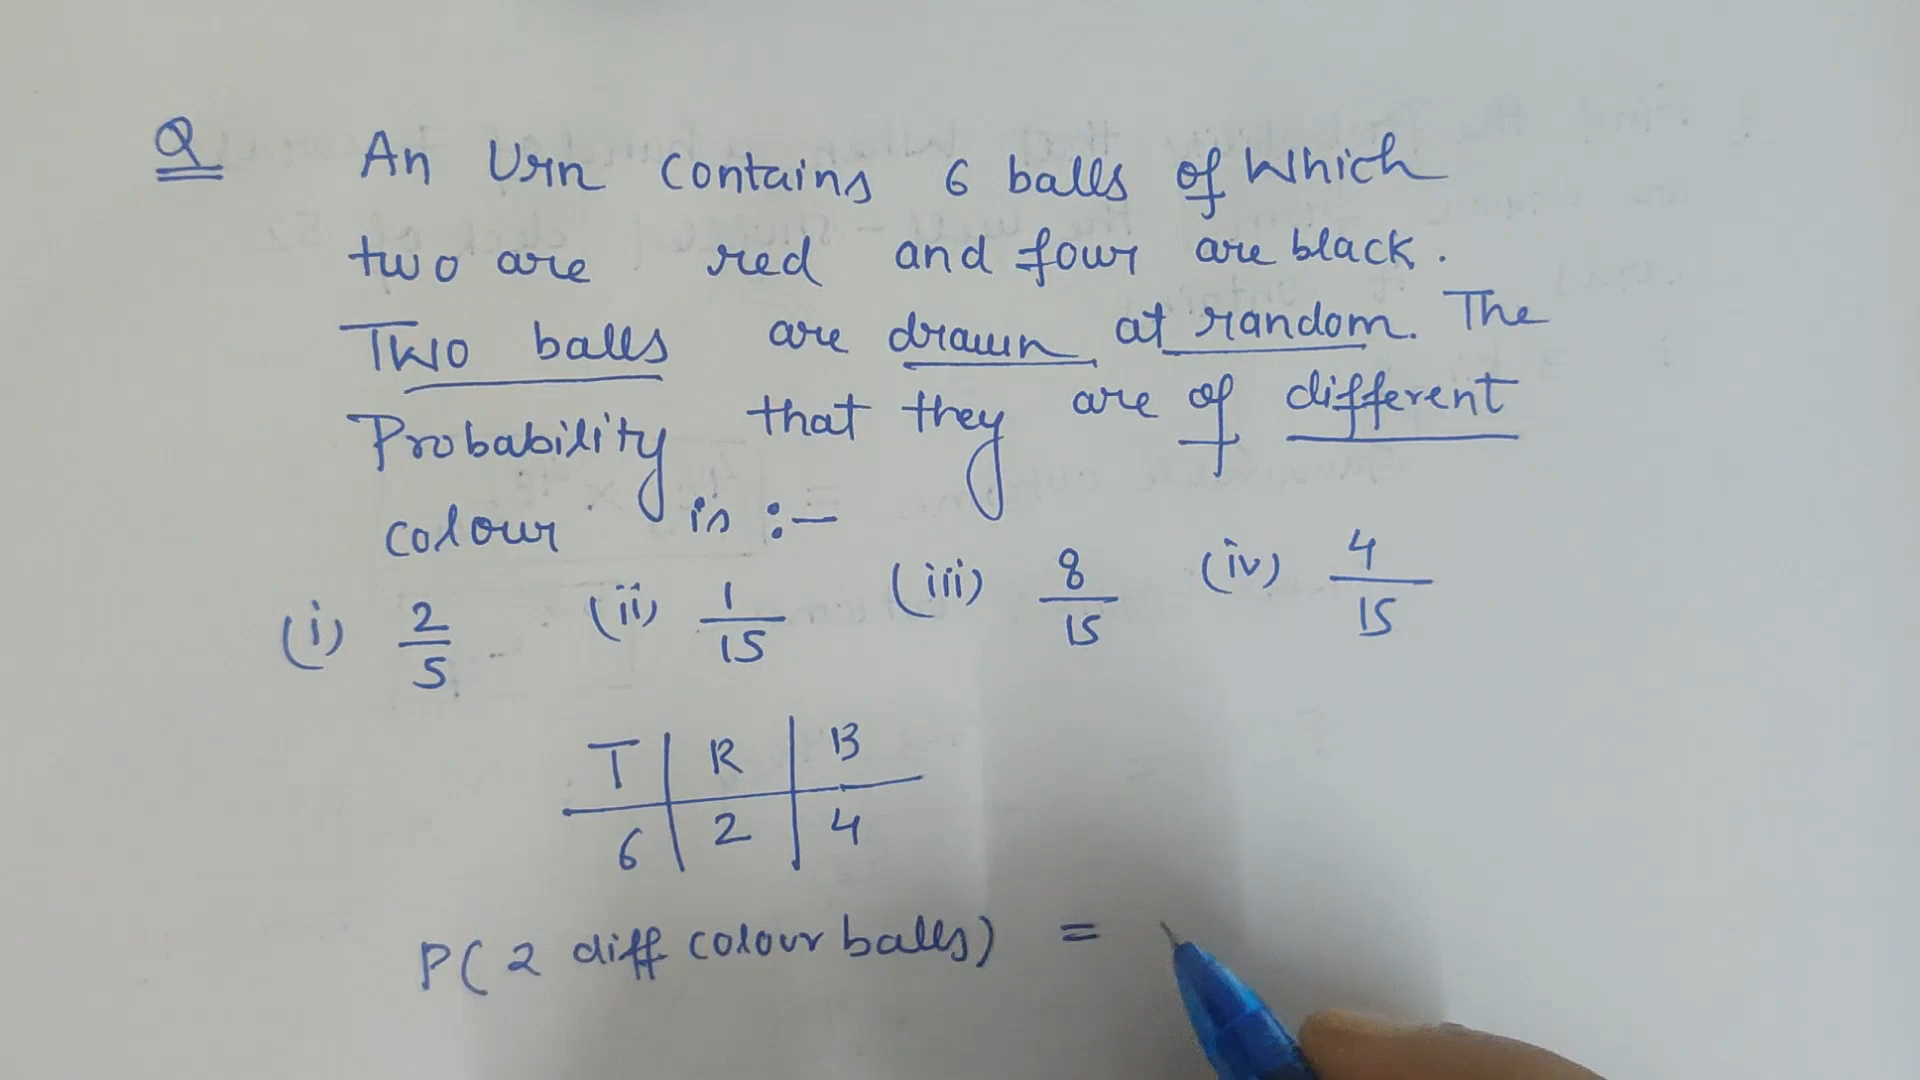 Q An Urn contains 6 balls of which
two are red and four are black.
Two balls are drawn at random. The
Probability that they are of different
colour is :-
(i) 2/5 (ii) 1/15 (iii) 8/15 (iv) 4/15
T R B
6 2 4
P(2 diff colour balls) =